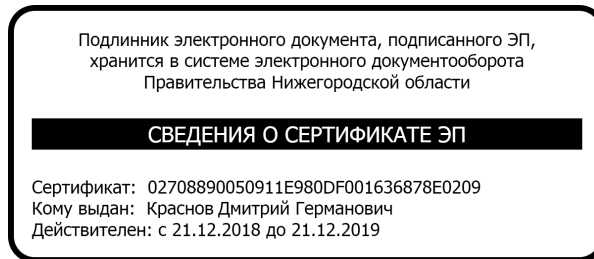 Подлинник электронного документа, подписанного ЭП,
хранится в системе электронного документооборота
Правительства Нижегородской области
СВЕДЕНИЯ О СЕРТИФИКАТЕ ЭП
Сертификат: 02708890050911E980DF001636878E0209
Кому выдан: Краснов Дмитрий Германович
Действителен: с 21.12.2018 до 21.12.2019